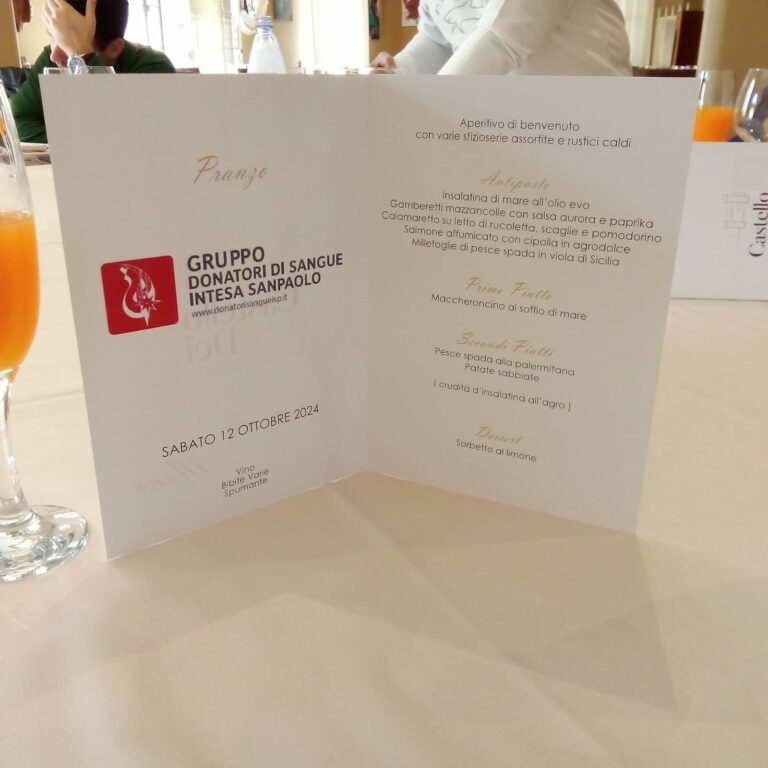 Pranzo
GRUPPO
DONATORI DI SANGUE
INTESA SANPAOLO
www.donatorisangueisp.it
SABATO 12 OTTOBRE 2024
Vino
Bibite Varie
Spumante
Aperitivo di benvenuto
con varie sfizioserie assortite e rustici caldi
Antipasto
Insalatina di mare all'olio evo
Gamberetti mazzancolle con salsa aurora e paprika
Calamaretto su letto di rucoletta, scaglie e pomodorino
Salmone affumicato con cipolla in agrodolce
Millefoglie di pesce spada in viola di Sicilia
Primo Piatto
Maccheroncino al soffio di mare
Secondi Piatti
Pesce spada alla palermitana
Patate sabbiate
( crudità d'insalatina all'agro )
Dessert
Sorbetto al limone
Castello